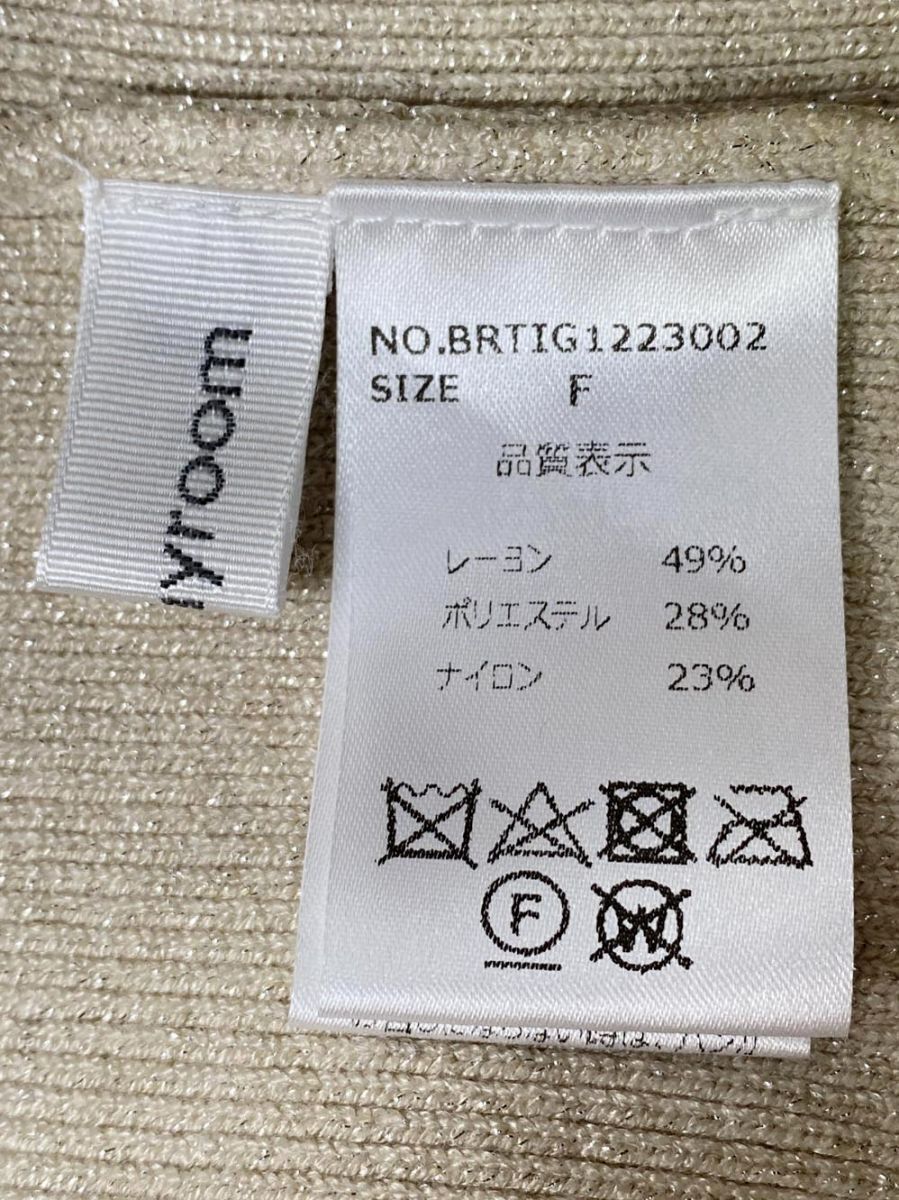 yroom
NO.BRTIG1223002
SIZE F
品質表示
レーヨン 49%
ポリエステル 28%
ナイロン 23%
F
W